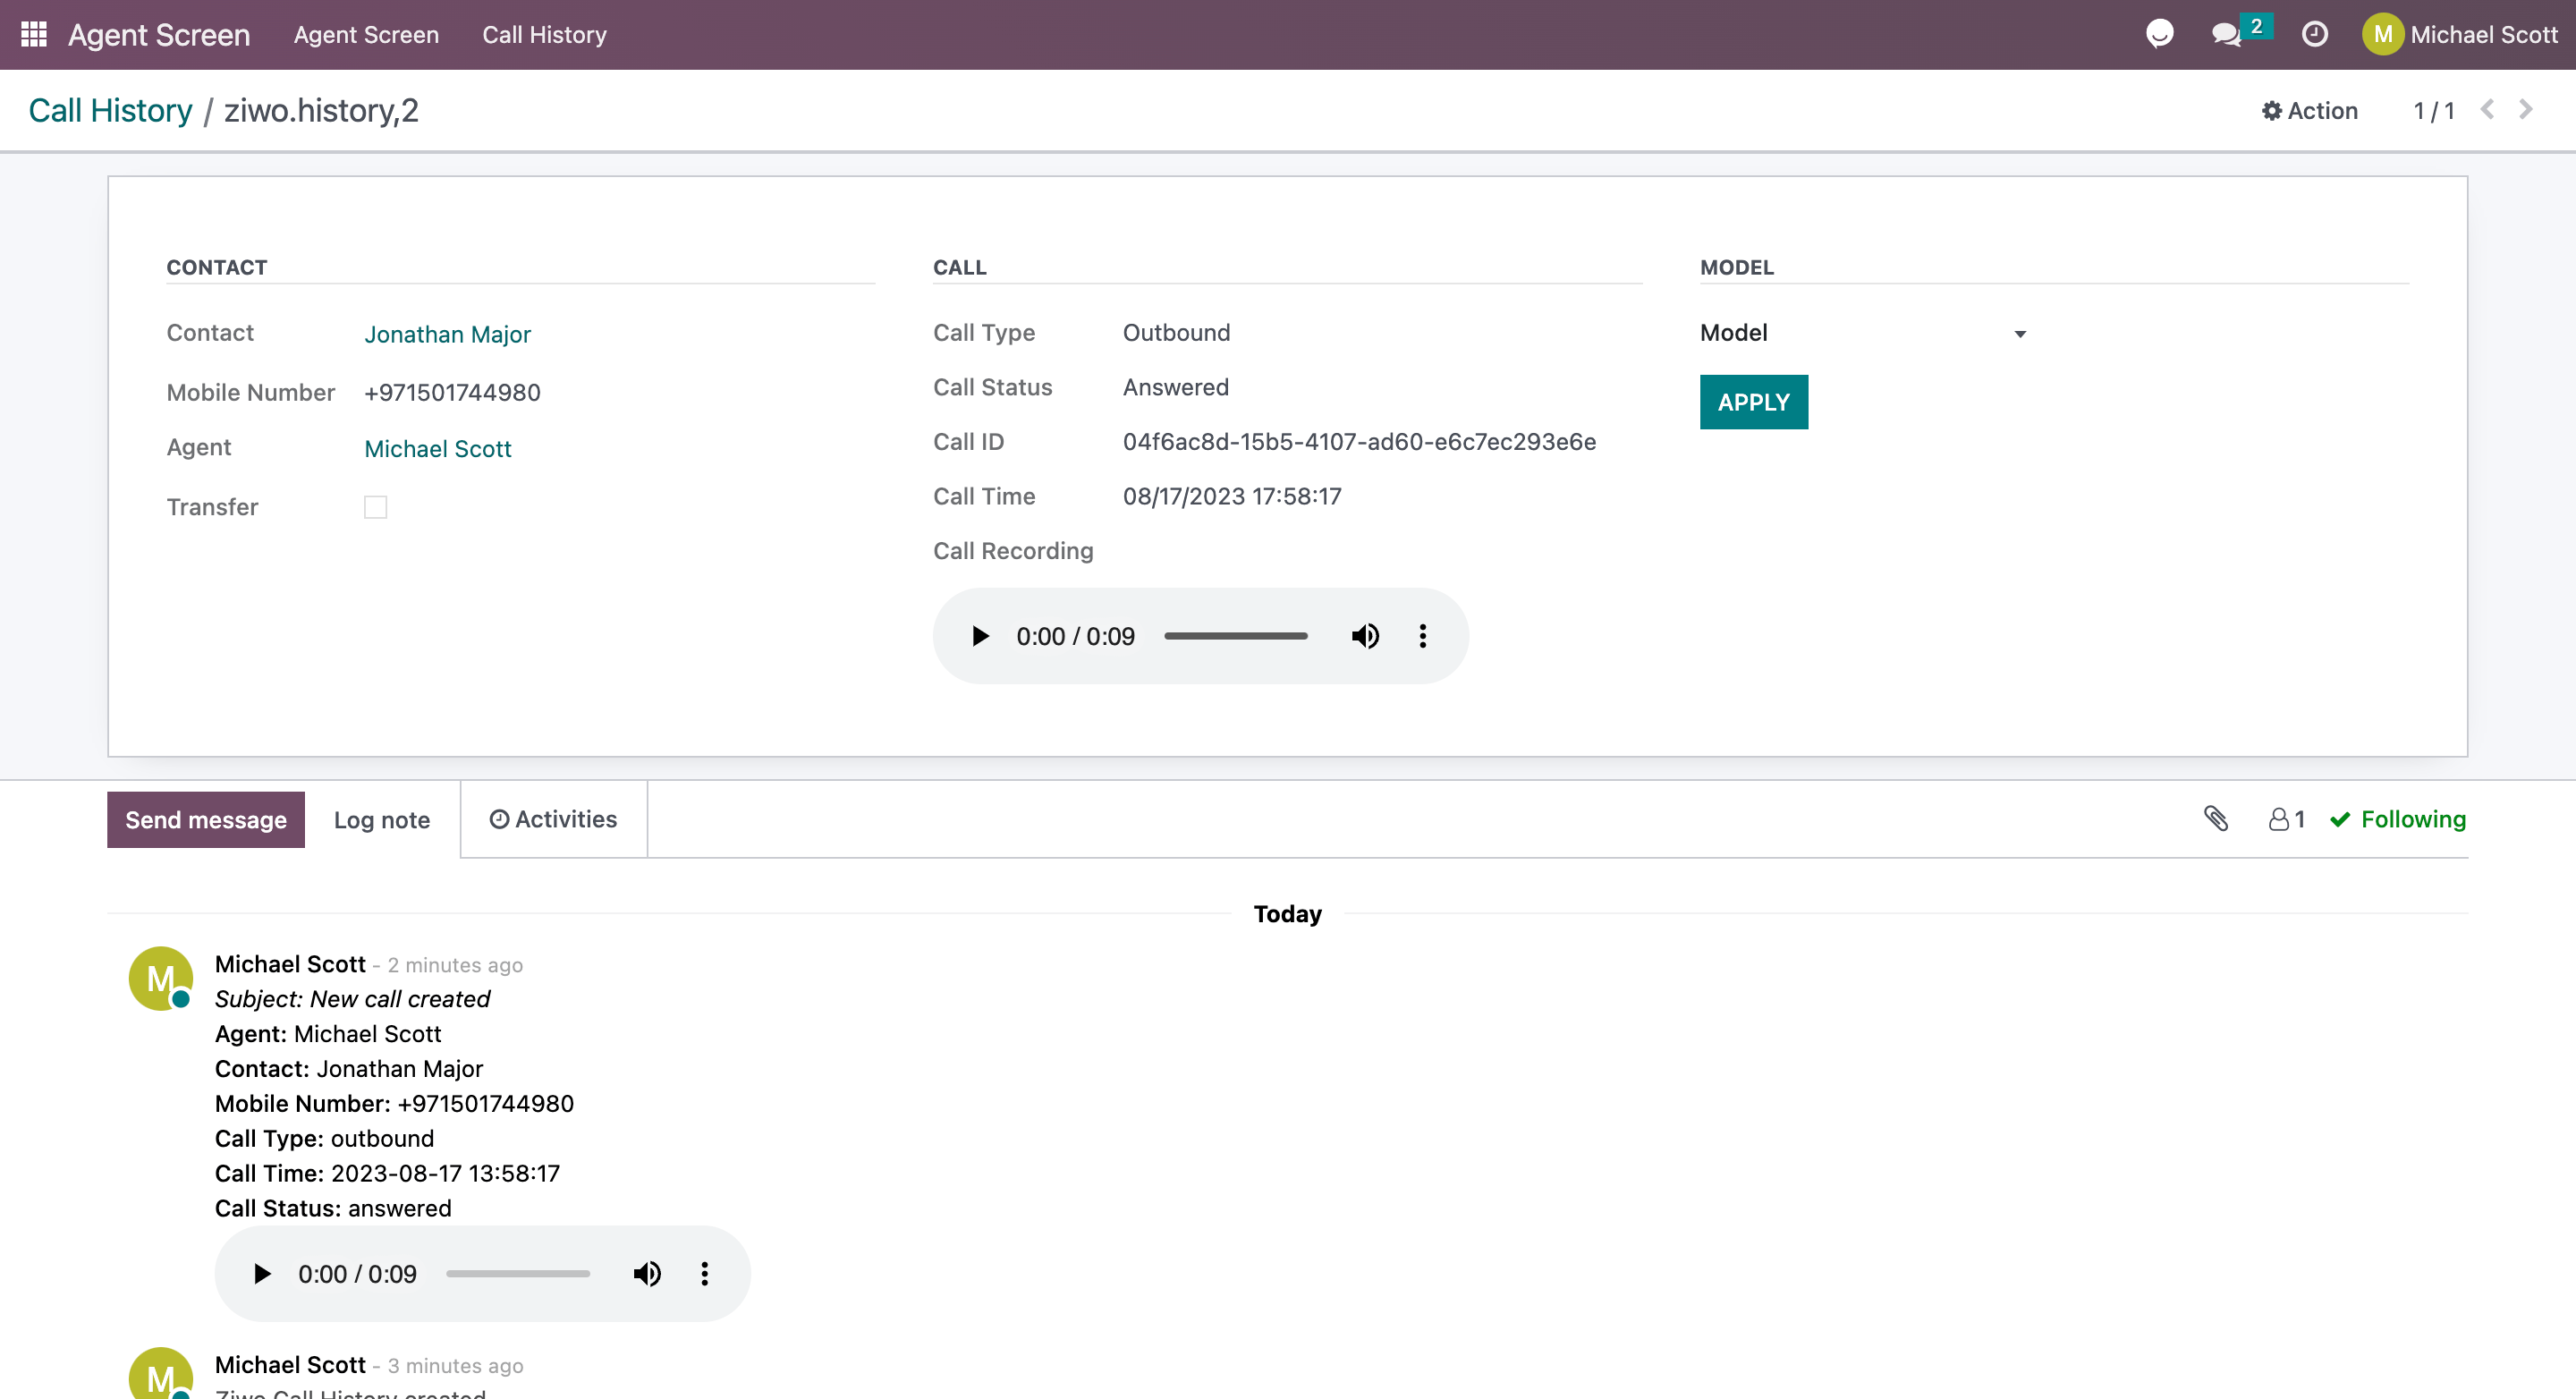 Agent Screen Agent Screen Call History 2 M Michael Scott
Call History / ziwo.history,2 Action 1 / 1
CONTACT
Contact Jonathan Major
Mobile Number +971501744980
Agent Michael Scott
Transfer
CALL
Call Type Outbound
Call Status Answered
Call ID 04f6ac8d-15b5-4107-ad60-e6c7ec293e6e
Call Time 08/17/2023 17:58:17
Call Recording
0:00 / 0:09
MODEL
Model
APPLY
Send message Log note Activities 1 Following
Today
M Michael Scott - 2 minutes ago
Subject: New call created
Agent: Michael Scott
Contact: Jonathan Major
Mobile Number: +971501744980
Call Type: outbound
Call Time: 2023-08-17 13:58:17
Call Status: answered
0:00 / 0:09
M Michael Scott - 3 minutes ago
Ziwo Call History created